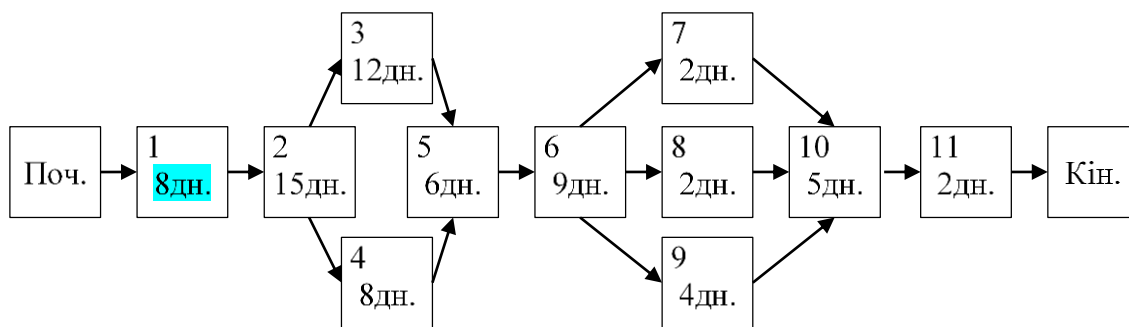 3
12дн.
7
2дн.
Поч.
1
8дн.
2
15дн.
5
6дн.
6
9дн.
8
2дн.
10
5дн.
11
2дн.
Кін.
4
8дн.
9
4дн.